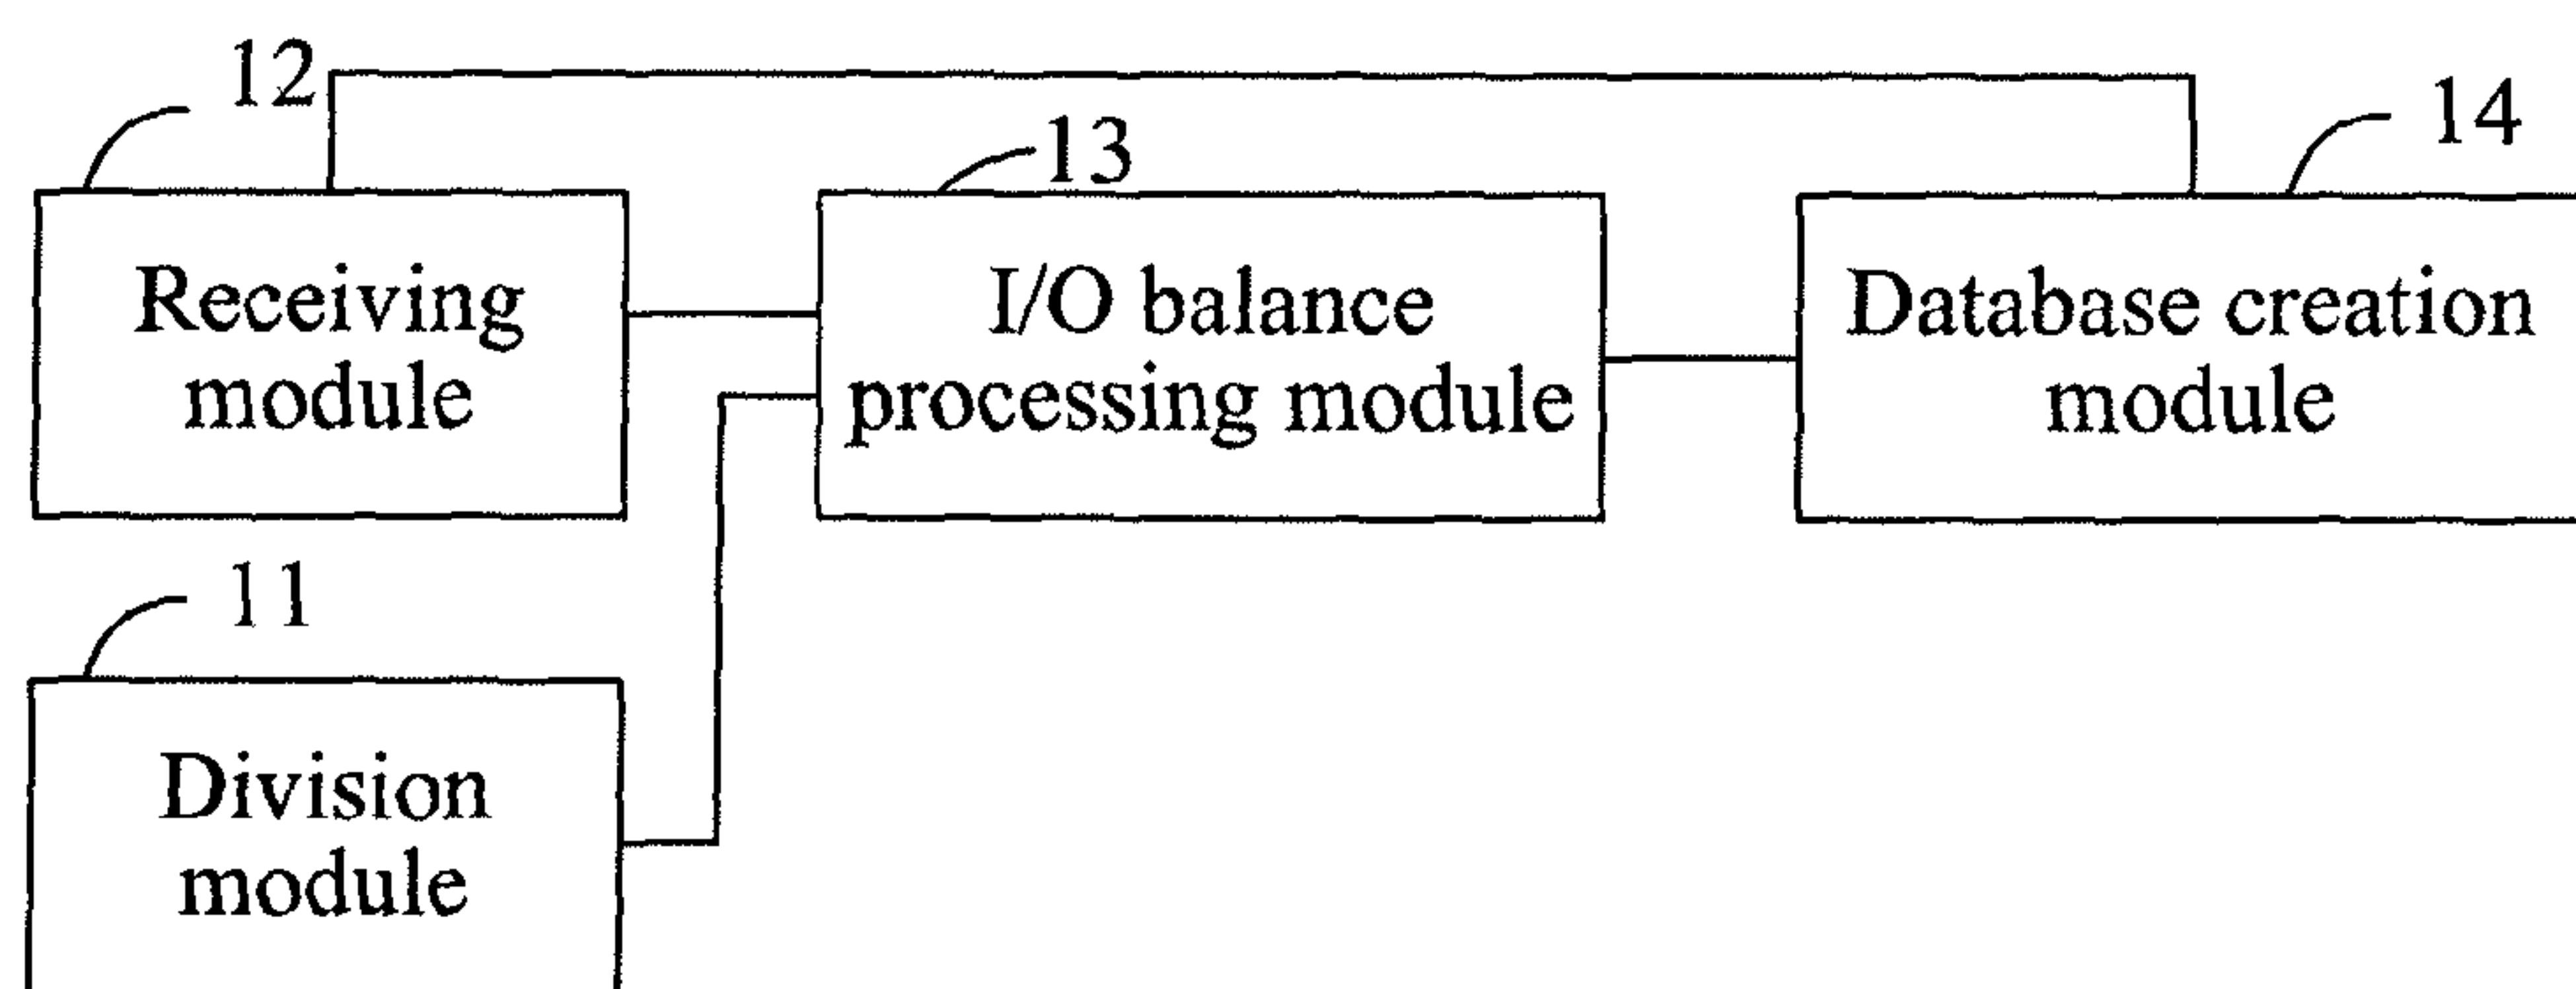 12
13
14
Receiving
module
I/O balance
processing module
Database creation
module
11
Division
module